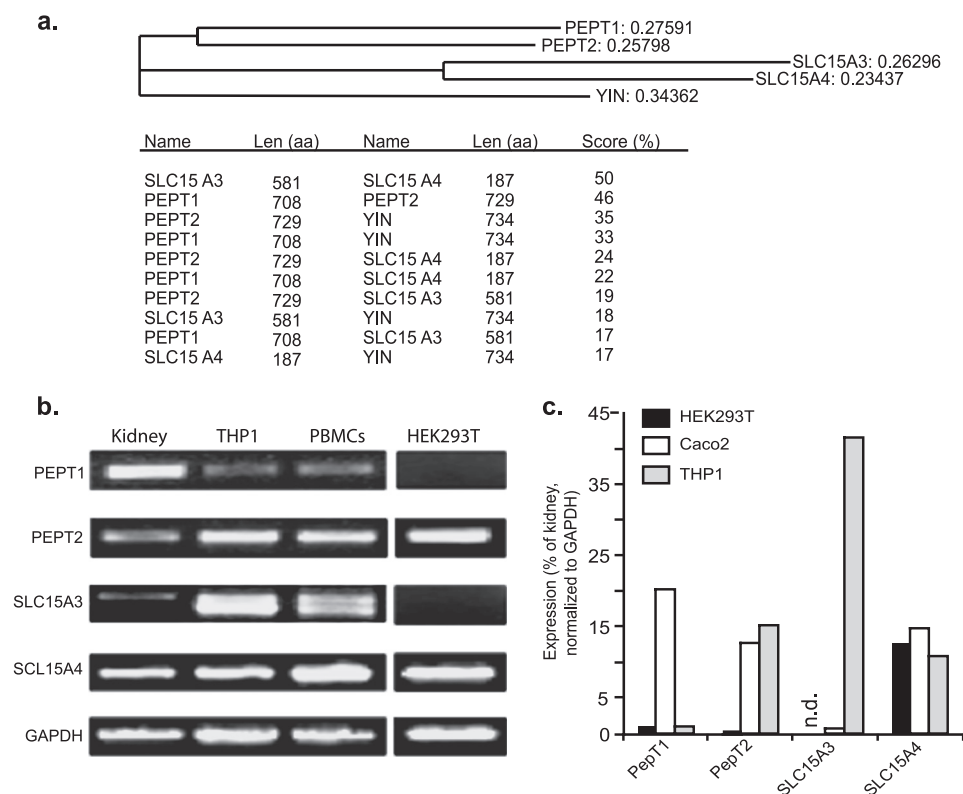 a.
PEPT1: 0.27591
PEPT2: 0.25798
SLC15A3: 0.26296
SLC15A4: 0.23437
YIN: 0.34362
Name Len (aa) Name Len (aa) Score (%)
SLC15 A3 581 SLC15 A4 187 50
PEPT1 708 PEPT2 729 46
PEPT2 729 YIN 734 35
PEPT1 708 YIN 734 33
PEPT2 729 SLC15 A4 187 24
PEPT1 708 SLC15 A4 187 22
PEPT2 729 SLC15 A3 581 19
SLC15 A3 581 YIN 734 18
PEPT1 708 SLC15 A3 581 17
SLC15 A4 187 YIN 734 17
b.
Kidney THP1 PBMCs HEK293T
PEPT1
PEPT2
SLC15A3
SCL15A4
GAPDH
c.
HEK293T
Caco2
THP1
Expression (% of kidney,
normalized to GAPDH)
45
35
25
15
5
0
n.d.
PepT1
PepT2
SLC15A3
SLC15A4